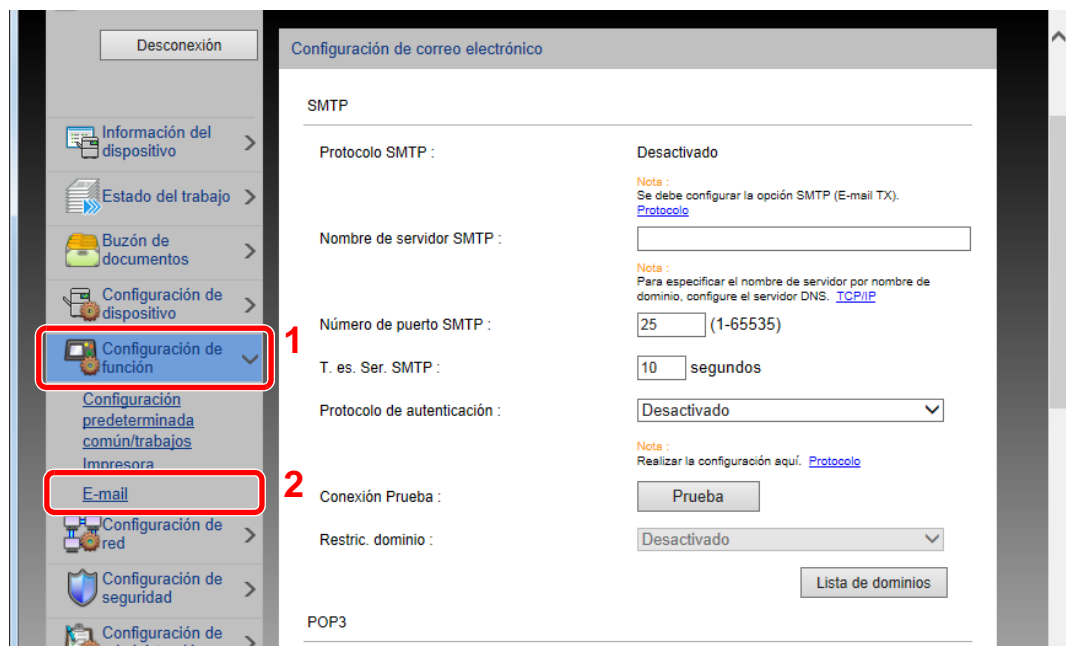 Desconexión
Información del
dispositivo
Estado del trabajo
Buzón de
documentos
Configuración de
dispositivo
Configuración de
función
1
Configuración
predeterminada
común/trabajos
Impresora
E-mail
2
Configuración de
red
Configuración de
seguridad
Configuración de
Configuración de correo electrónico
SMTP
Protocolo SMTP :
Desactivado
Nota :
Se debe configurar la opción SMTP (E-mail TX).
Protocolo
Nombre de servidor SMTP :
Nota :
Para especificar el nombre de servidor por nombre de
dominio, configure el servidor DNS. TCP/IP
Número de puerto SMTP :
25 (1-65535)
T. es. Ser. SMTP :
10 segundos
Protocolo de autenticación :
Desactivado
Nota :
Realizar la configuración aquí. Protocolo
Conexión Prueba :
Prueba
Restric. dominio :
Desactivado
Lista de dominios
POP3